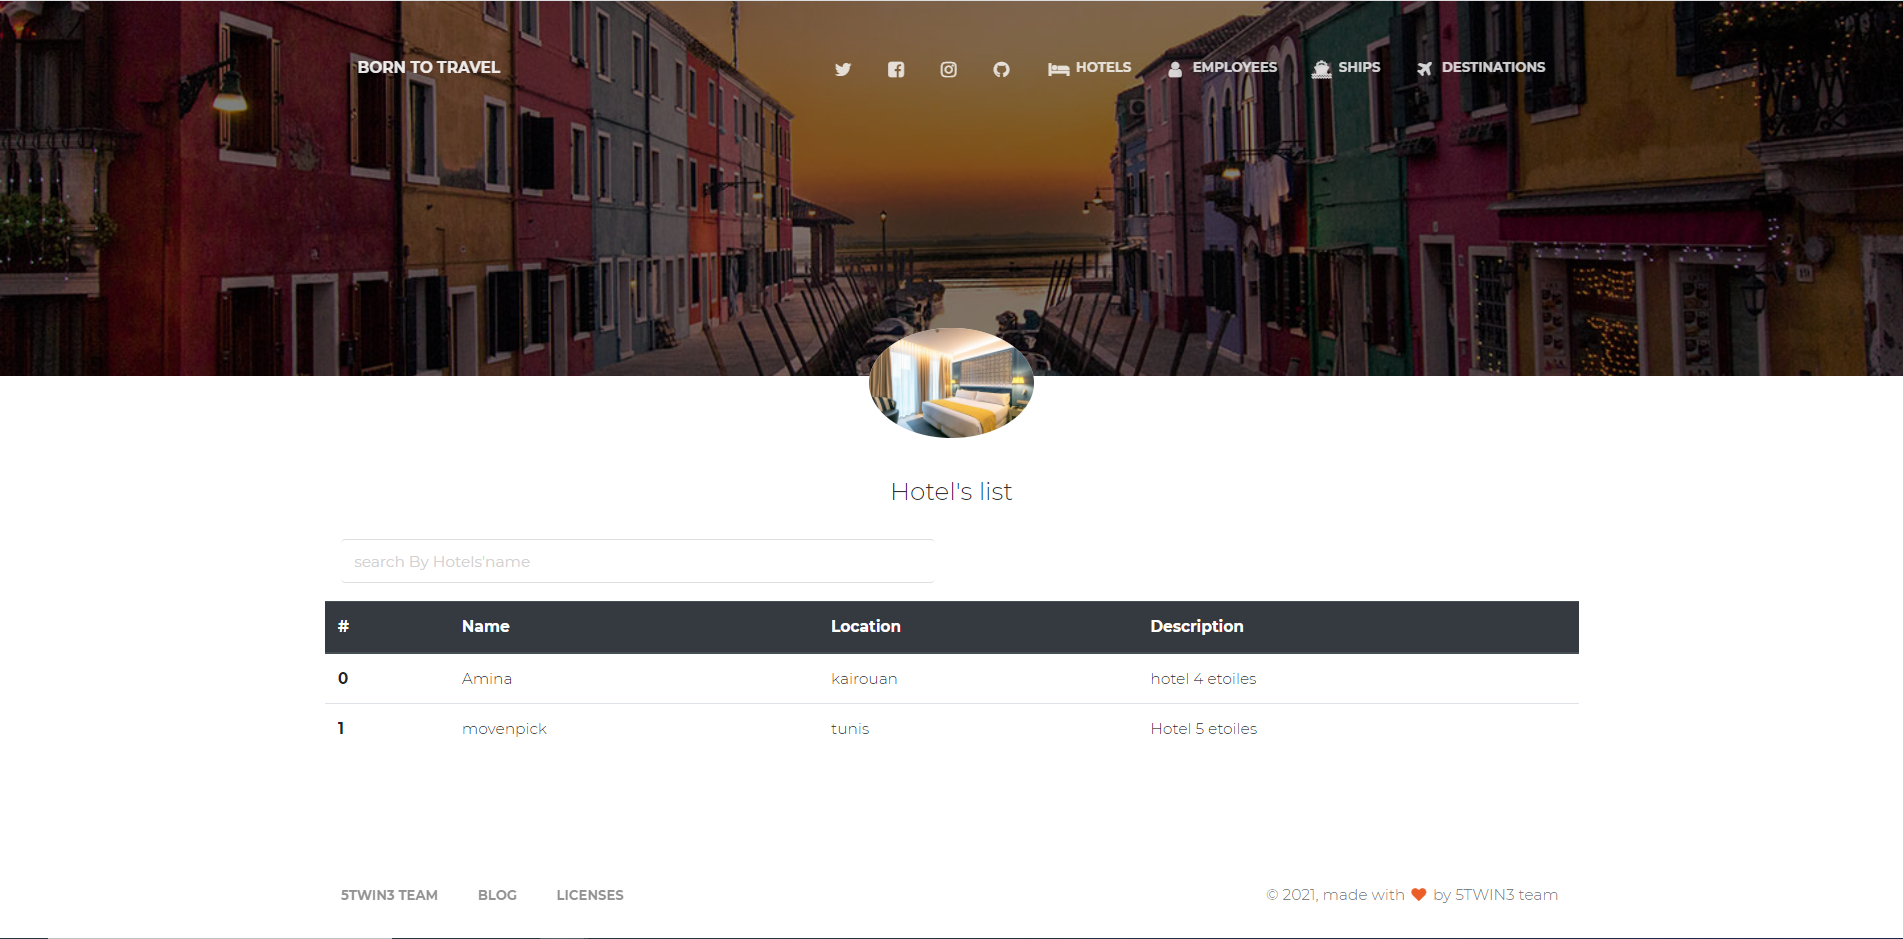 BORN TO TRAVEL HOTELS EMPLOYEES SHIPS DESTINATIONS
19
Hotel's list
search By Hotels'name
# Name Location Description
0 Amina kairouan hotel 4 etoiles
1 movenpick tunis Hotel 5 etoiles
5TWIN3 TEAM BLOG LICENSES © 2021, made with ❤ by 5TWIN3 team